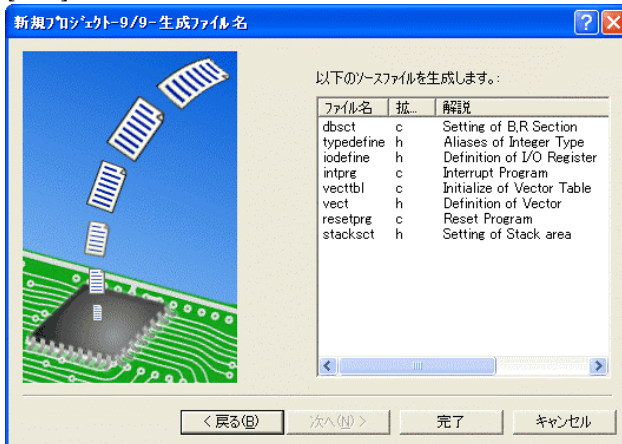 新規プロジェクト-9/9-生成ファイル名
以下のソースファイルを生成します。:
ファイル名 拡... 解説
dbsct c Setting of B,R Section
typedefine h Aliases of Integer Type
iodefine h Definition of I/O Register
intprg c Interrupt Program
vecttbl c Initialize of Vector Table
vect h Definition of Vector
resetprg c Reset Program
stacksct h Setting of Stack area
< 戻る(B) 次へ(N) > 完了 キャンセル